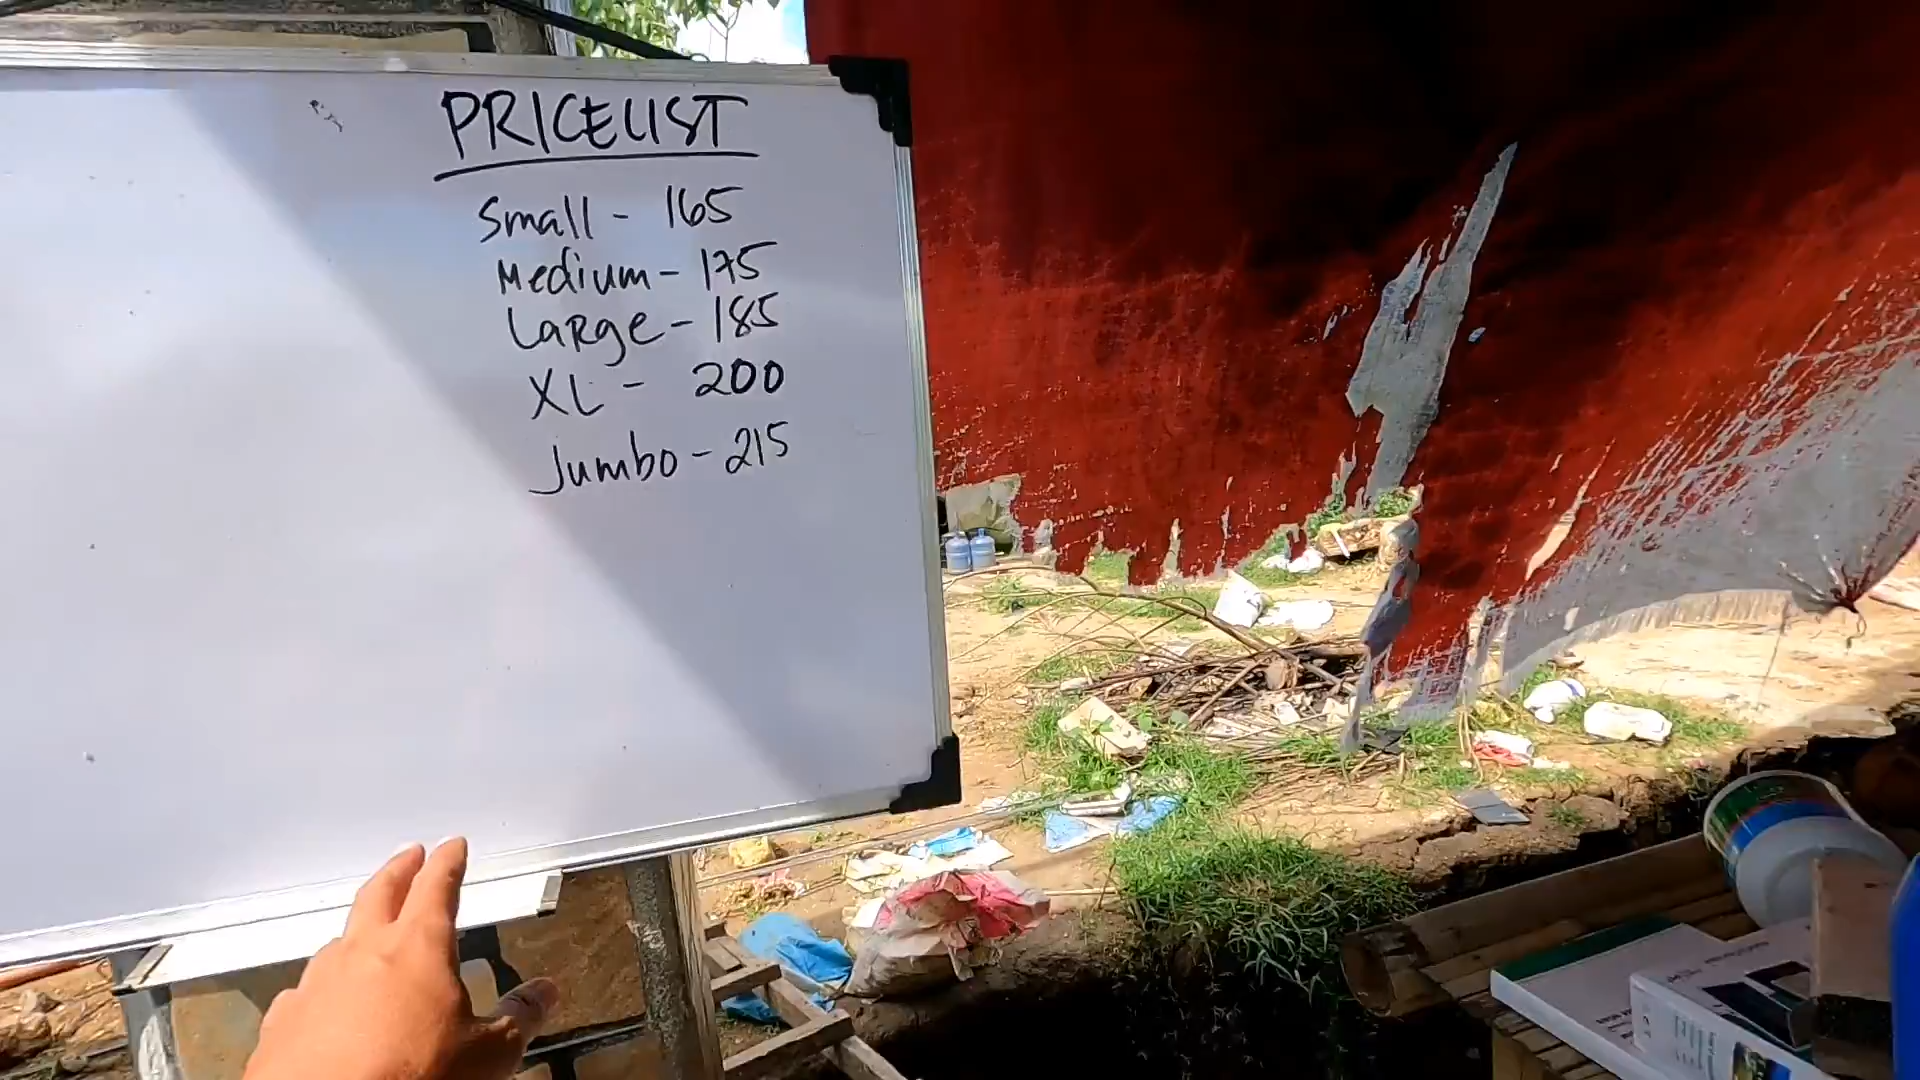 PRICELIST
Small - 165
Medium - 175
Large - 185
XL - 200
Jumbo - 215